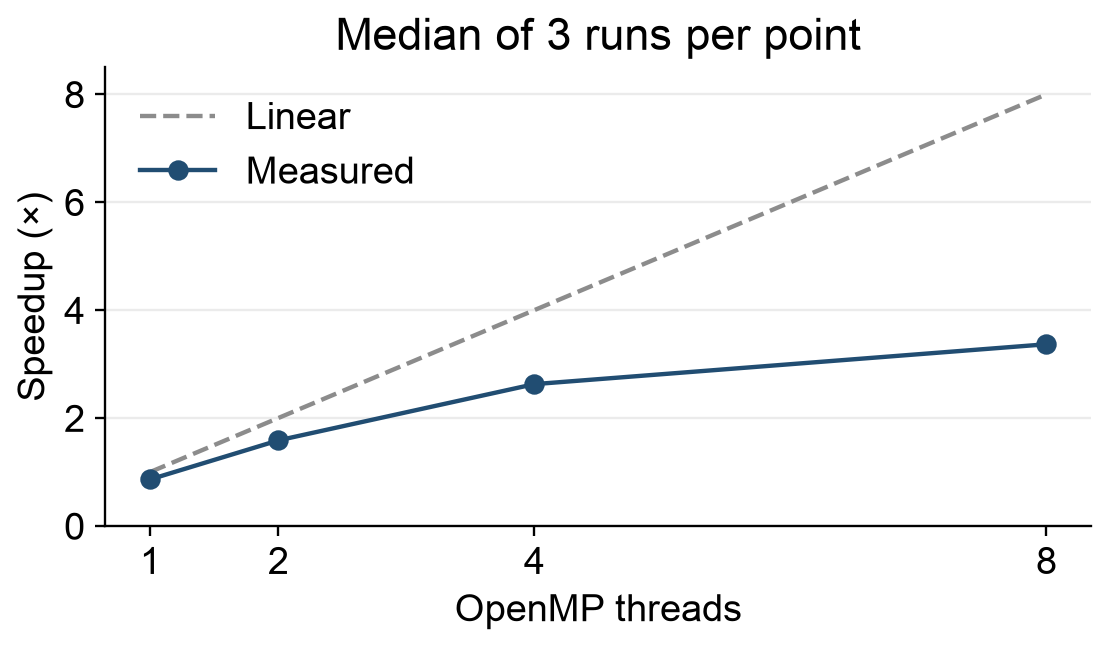 Median of 3 runs per point
Linear
Measured
Speedup (×)
8
6
4
2
0
1 2 4 8
OpenMP threads